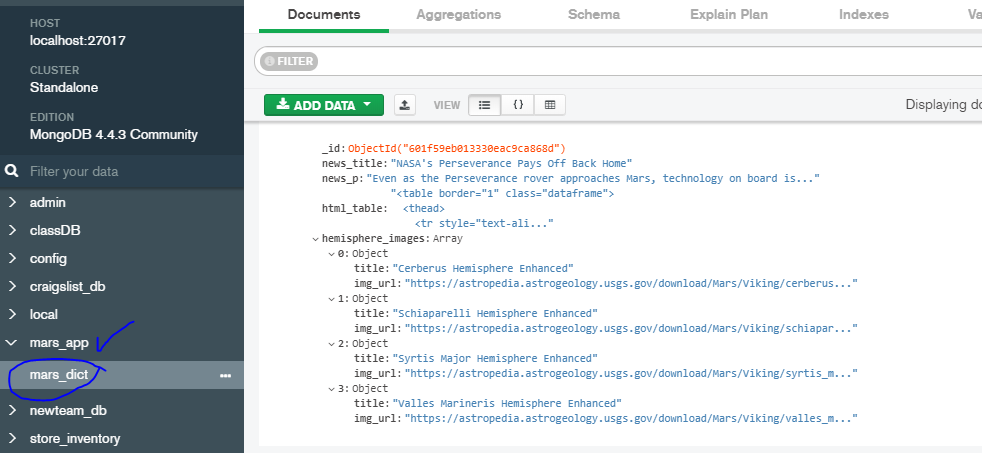 HOST
localhost:27017
CLUSTER
Standalone
EDITION
MongoDB 4.4.3 Community
Filter your data
admin
classDB
config
craigslist_db
local
mars_app
mars_dict
newteam_db
store_inventory
Documents Aggregations Schema Explain Plan Indexes Va
FILTER
ADD DATA VIEW {} Displaying do
_id:ObjectId("601f59eb013330eac9ca868d")
news_title:"NASA's Perseverance Pays Off Back Home"
news_p:"Even as the Perseverance rover approaches Mars, technology on board is..."
"<table border="1" class="dataframe">
html_table: <thead>
<tr style="text-ali..."
hemisphere_images:Array
0:Object
title:"Cerberus Hemisphere Enhanced"
img_url:"https://astropedia.astrogeology.usgs.gov/download/Mars/Viking/cerberus..."
1:Object
title:"Schiaparelli Hemisphere Enhanced"
img_url:"https://astropedia.astrogeology.usgs.gov/download/Mars/Viking/schiapar..."
2:Object
title:"Syrtis Major Hemisphere Enhanced"
img_url:"https://astropedia.astrogeology.usgs.gov/download/Mars/Viking/syrtis_m..."
3:Object
title:"Valles Marineris Hemisphere Enhanced"
img_url:"https://astropedia.astrogeology.usgs.gov/download/Mars/Viking/valles_m..."